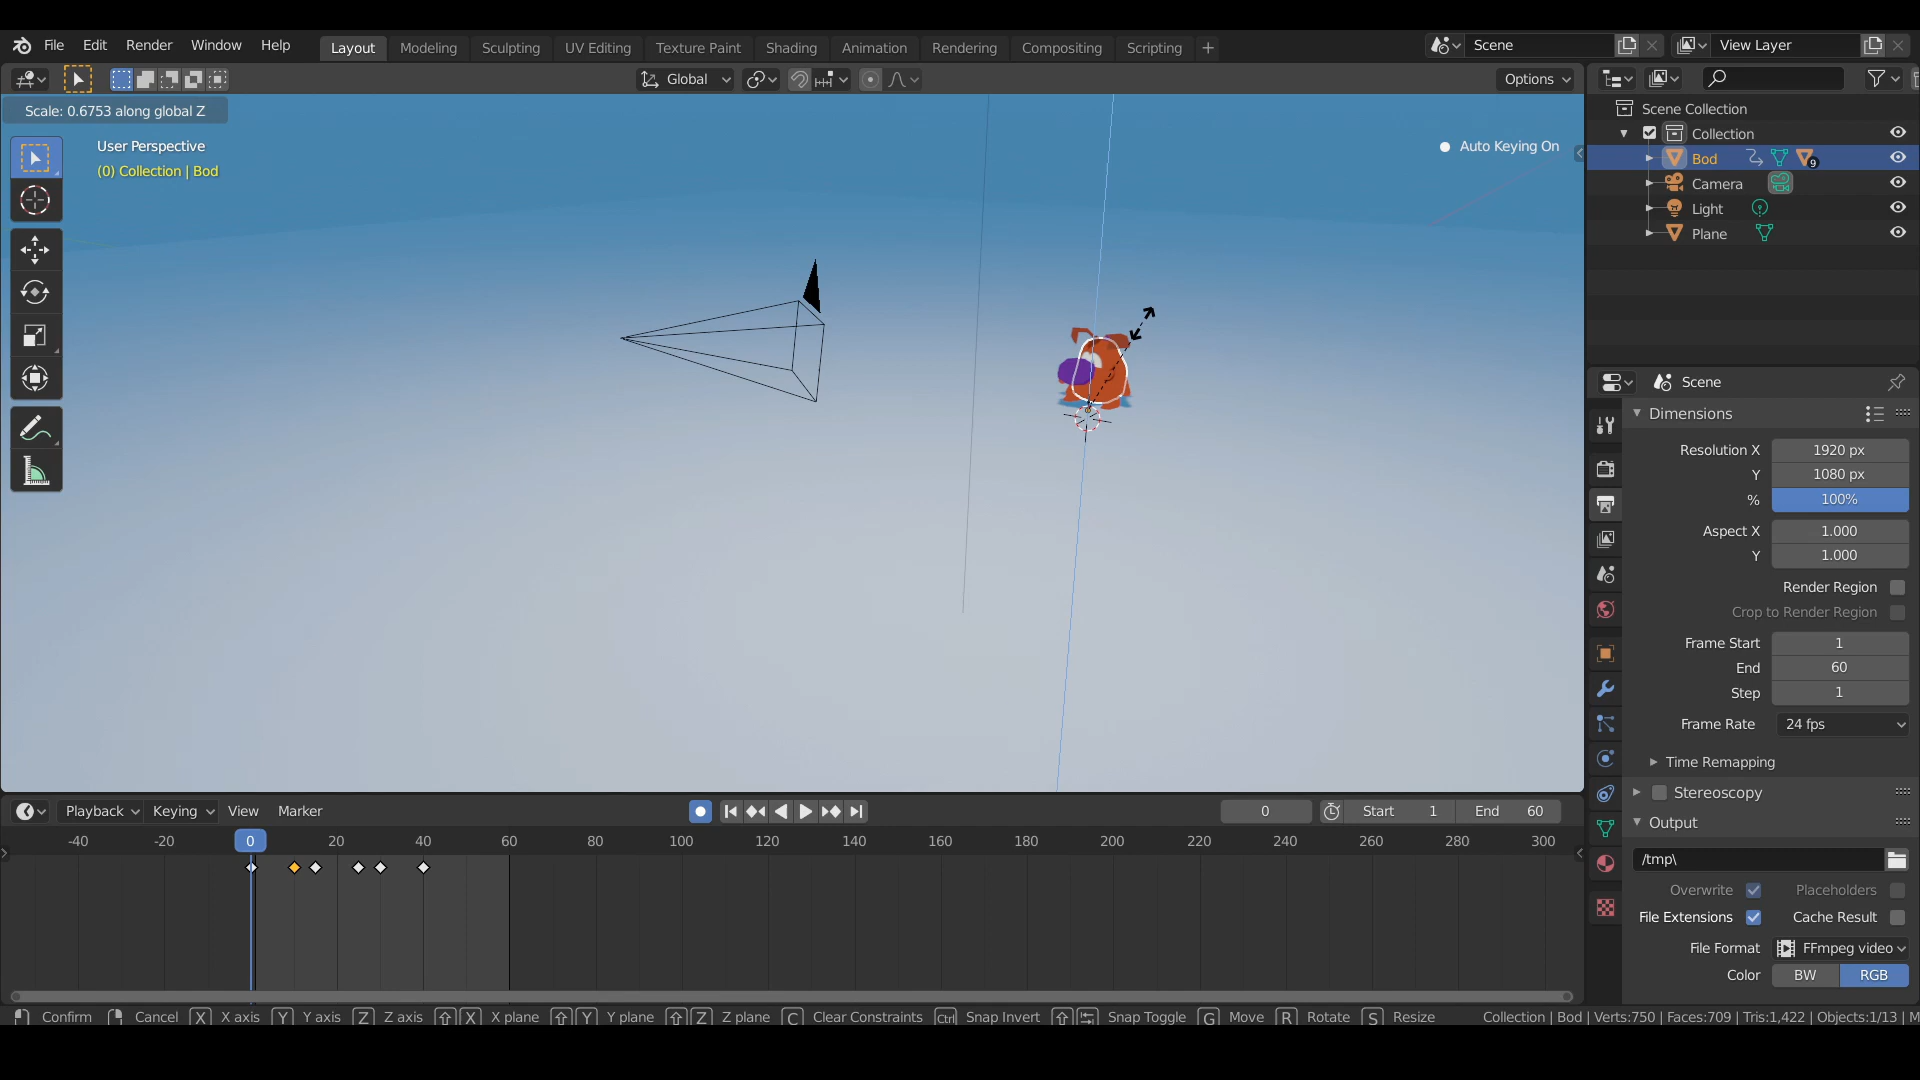 File Edit Render Window Help Layout Modeling Sculpting UV Editing Texture Paint Shading Animation Rendering Compositing Scripting + Scene View Layer
Global Options
Scale: 0.6753 along global Z
User Perspective
(0) Collection | Bod
Auto Keying On
Scene Collection
Collection
Bod 9
Camera
Light
Plane
Scene
Dimensions
Resolution X 1920 px
Y 1080 px
% 100%
Aspect X 1.000
Y 1.000
Render Region
Crop to Render Region
Frame Start 1
End 60
Step 1
Frame Rate 24 fps
Time Remapping
Stereoscopy
Output
/tmp\
Overwrite Placeholders
File Extensions Cache Result
File Format FFmpeg video
Color BW RGB
Playback Keying View Marker 0 Start 1 End 60
-40 -20 0 20 40 60 80 100 120 140 160 180 200 220 240 260 280 300
Confirm Cancel X X axis Y Y axis Z Z axis X X plane Y Y plane Z Z plane C Clear Constraints Ctrl Snap Invert Snap Toggle G Move R Rotate S Resize Collection | Bod | Verts:750 | Faces:709 | Tris:1,422 | Objects:1/13 | M